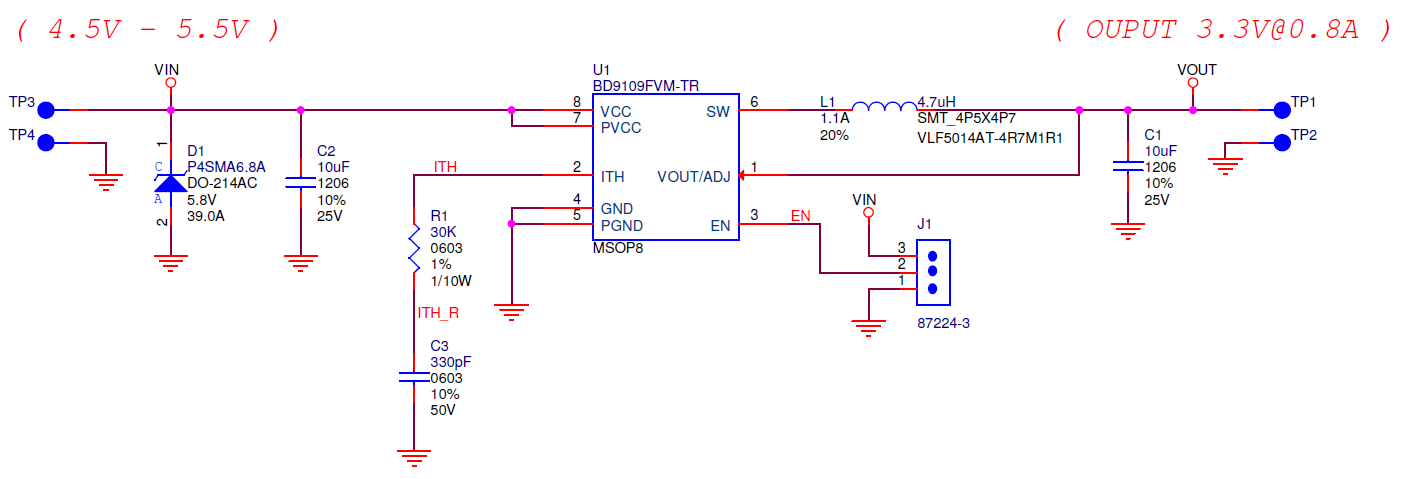 ( 4.5V - 5.5V )
( OUPUT 3.3V@0.8A )
VIN
TP3
TP4
D1
P4SMA6.8A
DO-214AC
5.8V
39.0A
1
C
A
2
C2
10uF
1206
10%
25V
ITH
R1
30K
0603
1%
1/10W
ITH_R
C3
330pF
0603
10%
50V
U1
BD9109FVM-TR
8
VCC
7
PVCC
2
ITH
4
GND
5
PGND
SW
6
VOUT/ADJ
1
EN
3
MSOP8
EN
L1
1.1A
20%
4.7uH
SMT_4P5X4P7
VLF5014AT-4R7M1R1
VIN
J1
3
2
1
87224-3
C1
10uF
1206
10%
25V
VOUT
TP1
TP2